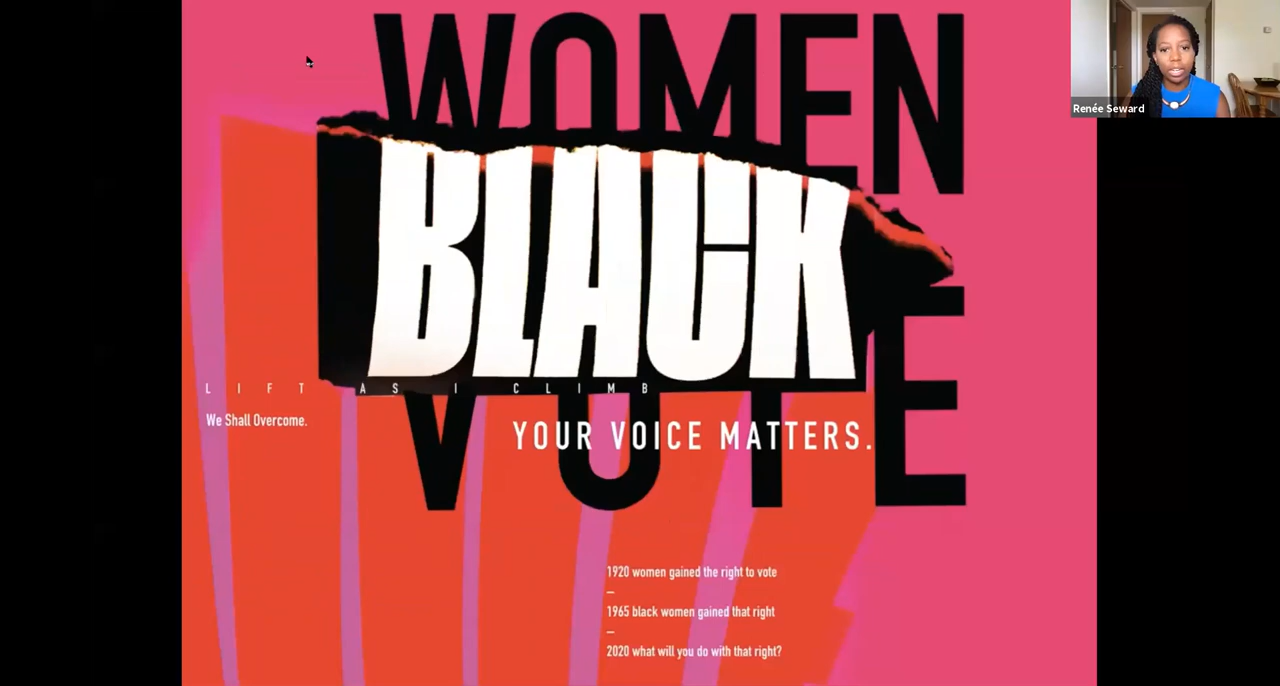 WOMEN
BLACK
VOTE
LIFT AS I CLIMB
We Shall Overcome.
YOUR VOICE MATTERS.
1920 women gained the right to vote
–
1965 black women gained that right
–
2020 what will you do with that right?
Renée Seward